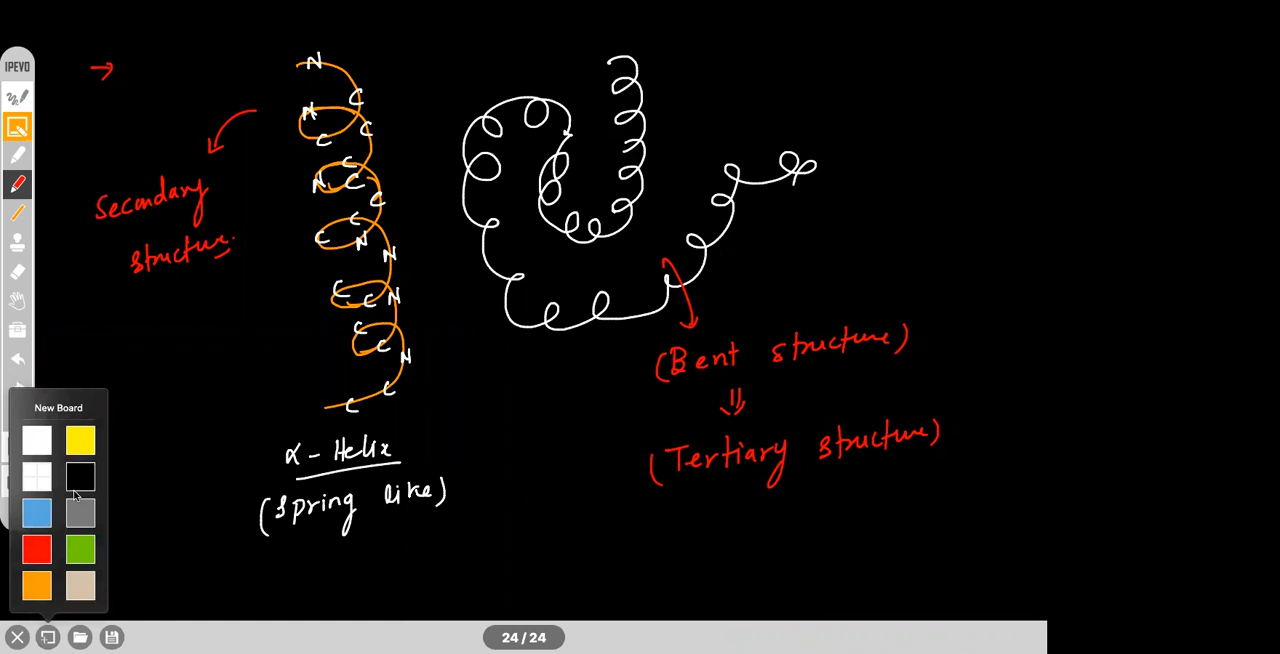 IPEVO
→
N
C
N
C
C
C
N
C
C
C
C
N
N
C
C
N
C
C
N
C
C
Secondary
structure.
α - Helix
(spring like)
(Bent structure)
⇓
(Tertiary structure)
New Board
24 / 24